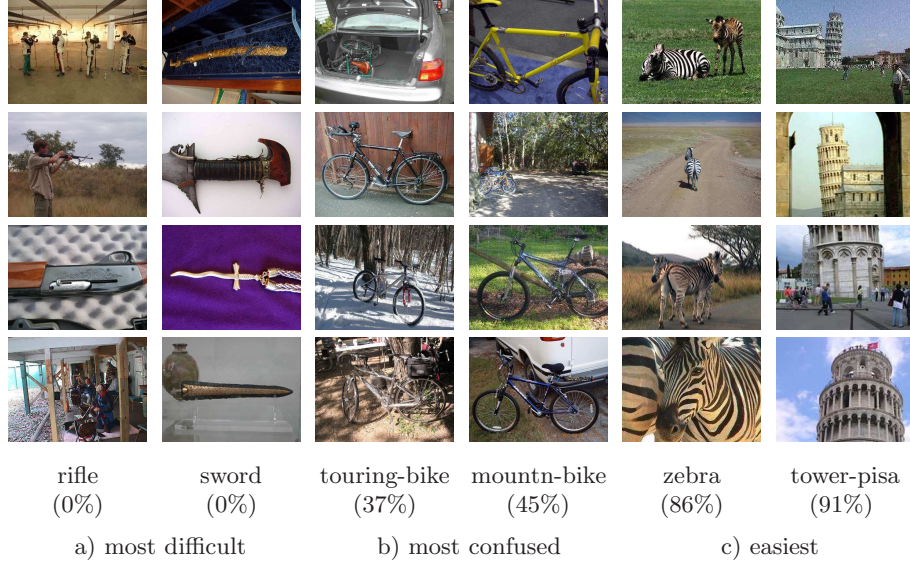 rifle sword touring-bike mountn-bike zebra tower-pisa
(0%) (0%) (37%) (45%) (86%) (91%)
a) most difficult b) most confused c) easiest